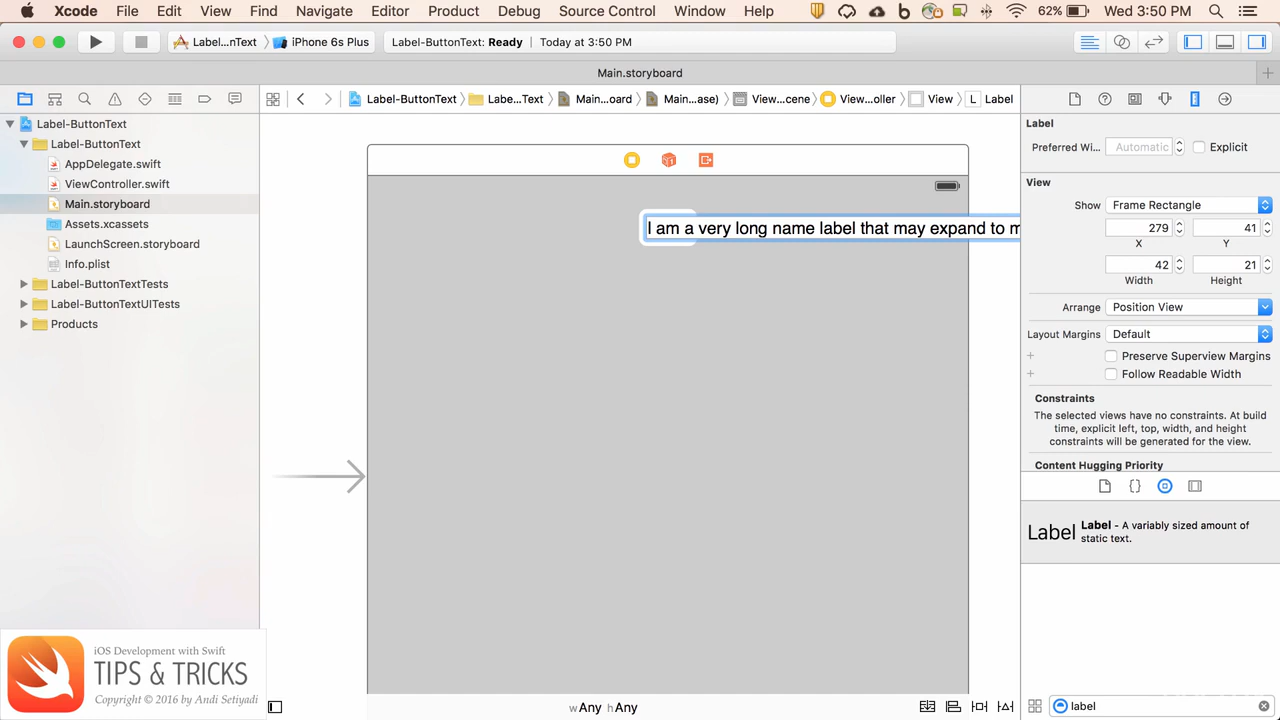 Xcode File Edit View Find Navigate Editor Product Debug Source Control Window Help 62% Wed 3:50 PM
Label...nText iPhone 6s Plus Label-ButtonText: Ready Today at 3:50 PM
Main.storyboard
Label-ButtonText Labe...Text Main...oard Main...ase) View...cene View...oller View L Label
Label-ButtonText
Label-ButtonText
AppDelegate.swift
ViewController.swift
Main.storyboard
Assets.xcassets
LaunchScreen.storyboard
Info.plist
Label-ButtonTextTests
Label-ButtonTextUITests
Products
I am a very long name label that may expand to m
Label
Preferred Wi... Automatic Explicit
View
Show Frame Rectangle
279 41
X Y
42 21
Width Height
Arrange Position View
Layout Margins Default
Preserve Superview Margins
Follow Readable Width
Constraints
The selected views have no constraints. At build
time, explicit left, top, width, and height
constraints will be generated for the view.
Content Hugging Priority
Label Label - A variably sized amount of
static text.
iOS Development with Swift
TIPS & TRICKS
Copyright © 2016 by Andi Setiyadi
wAny hAny
label